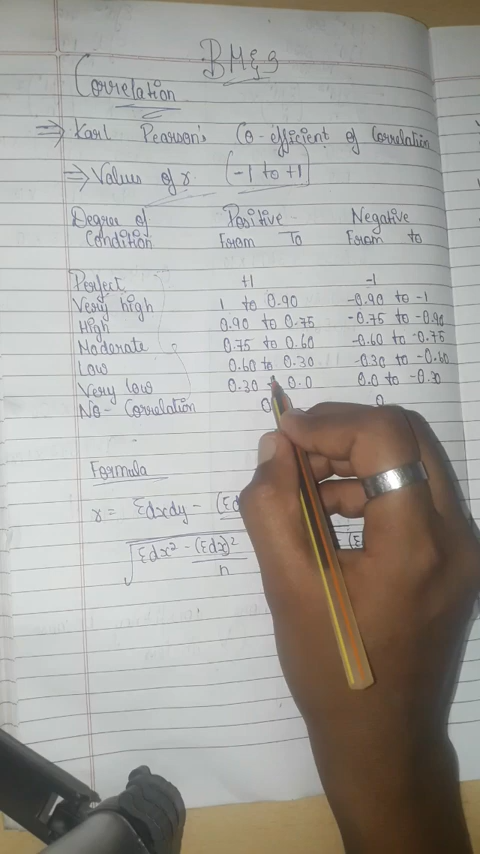 BM&S
Correlation
⇒ Karl Pearson's Co-efficient of Correlation
⇒ Values of r (-1 to +1)
Degree of Condition Positive From To Negative From to
Perfect +1 -1
Very high 1 to 0.90 -0.90 to -1
High 0.90 to 0.75 -0.75 to -0.90
Moderate 0.75 to 0.60 -0.60 to -0.75
Low 0.60 to 0.30 -0.30 to -0.60
Very low 0.30 to 0.0 0.0 to -0.30
No-Correlation 0 0
Formula
r = Σdxdy - (Σd
√Σdx² - (Σdx)² (Σ
n